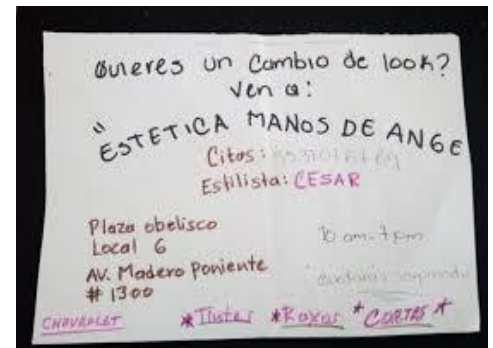 Quieres un Cambio de look?
Ven a:
"ESTETICA MANOS DE ANGE
Citas:
Estilista: CESAR
Plaza obelisco
Local 6
10 am-7pm
AV. Madero Poniente
# 1300
CHAVROLET
*Tintes *Rayos *CORTES *